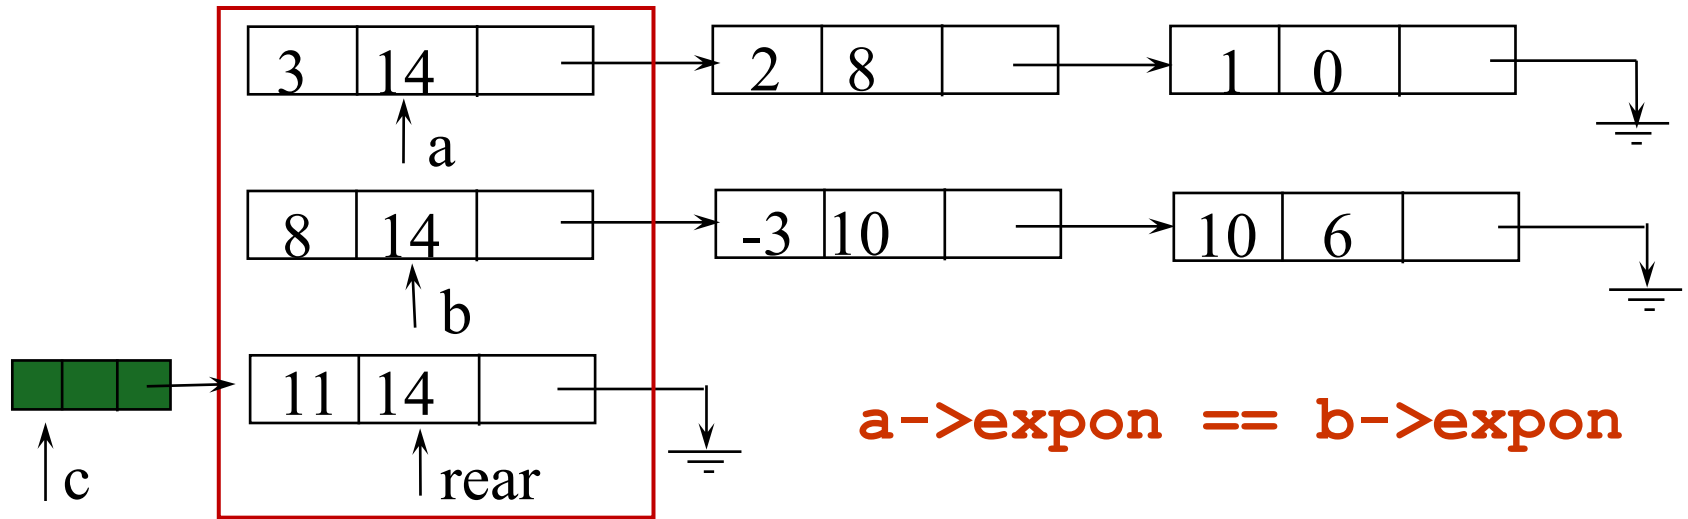 3 14 2 8 1 0
a
8 14 -3 10 10 6
b
11 14
a->expon == b->expon
c rear